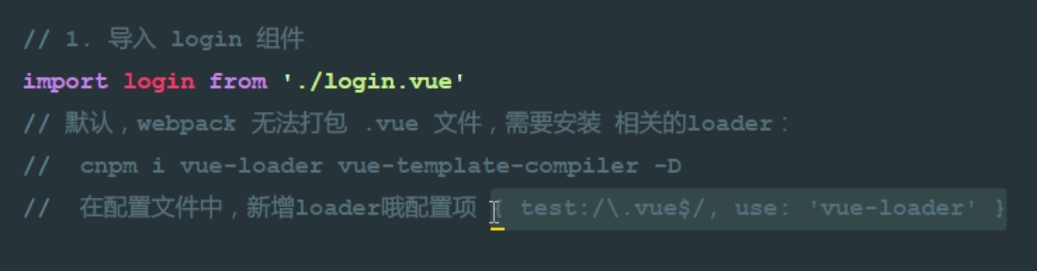 // 1. 导入 login 组件
import login from './login.vue'
// 默认，webpack 无法打包 .vue 文件，需要安装 相关的loader：
//  cnpm i vue-loader vue-template-compiler -D
//  在配置文件中，新增loader哦配置项 { test:/\.vue$/, use: 'vue-loader' }